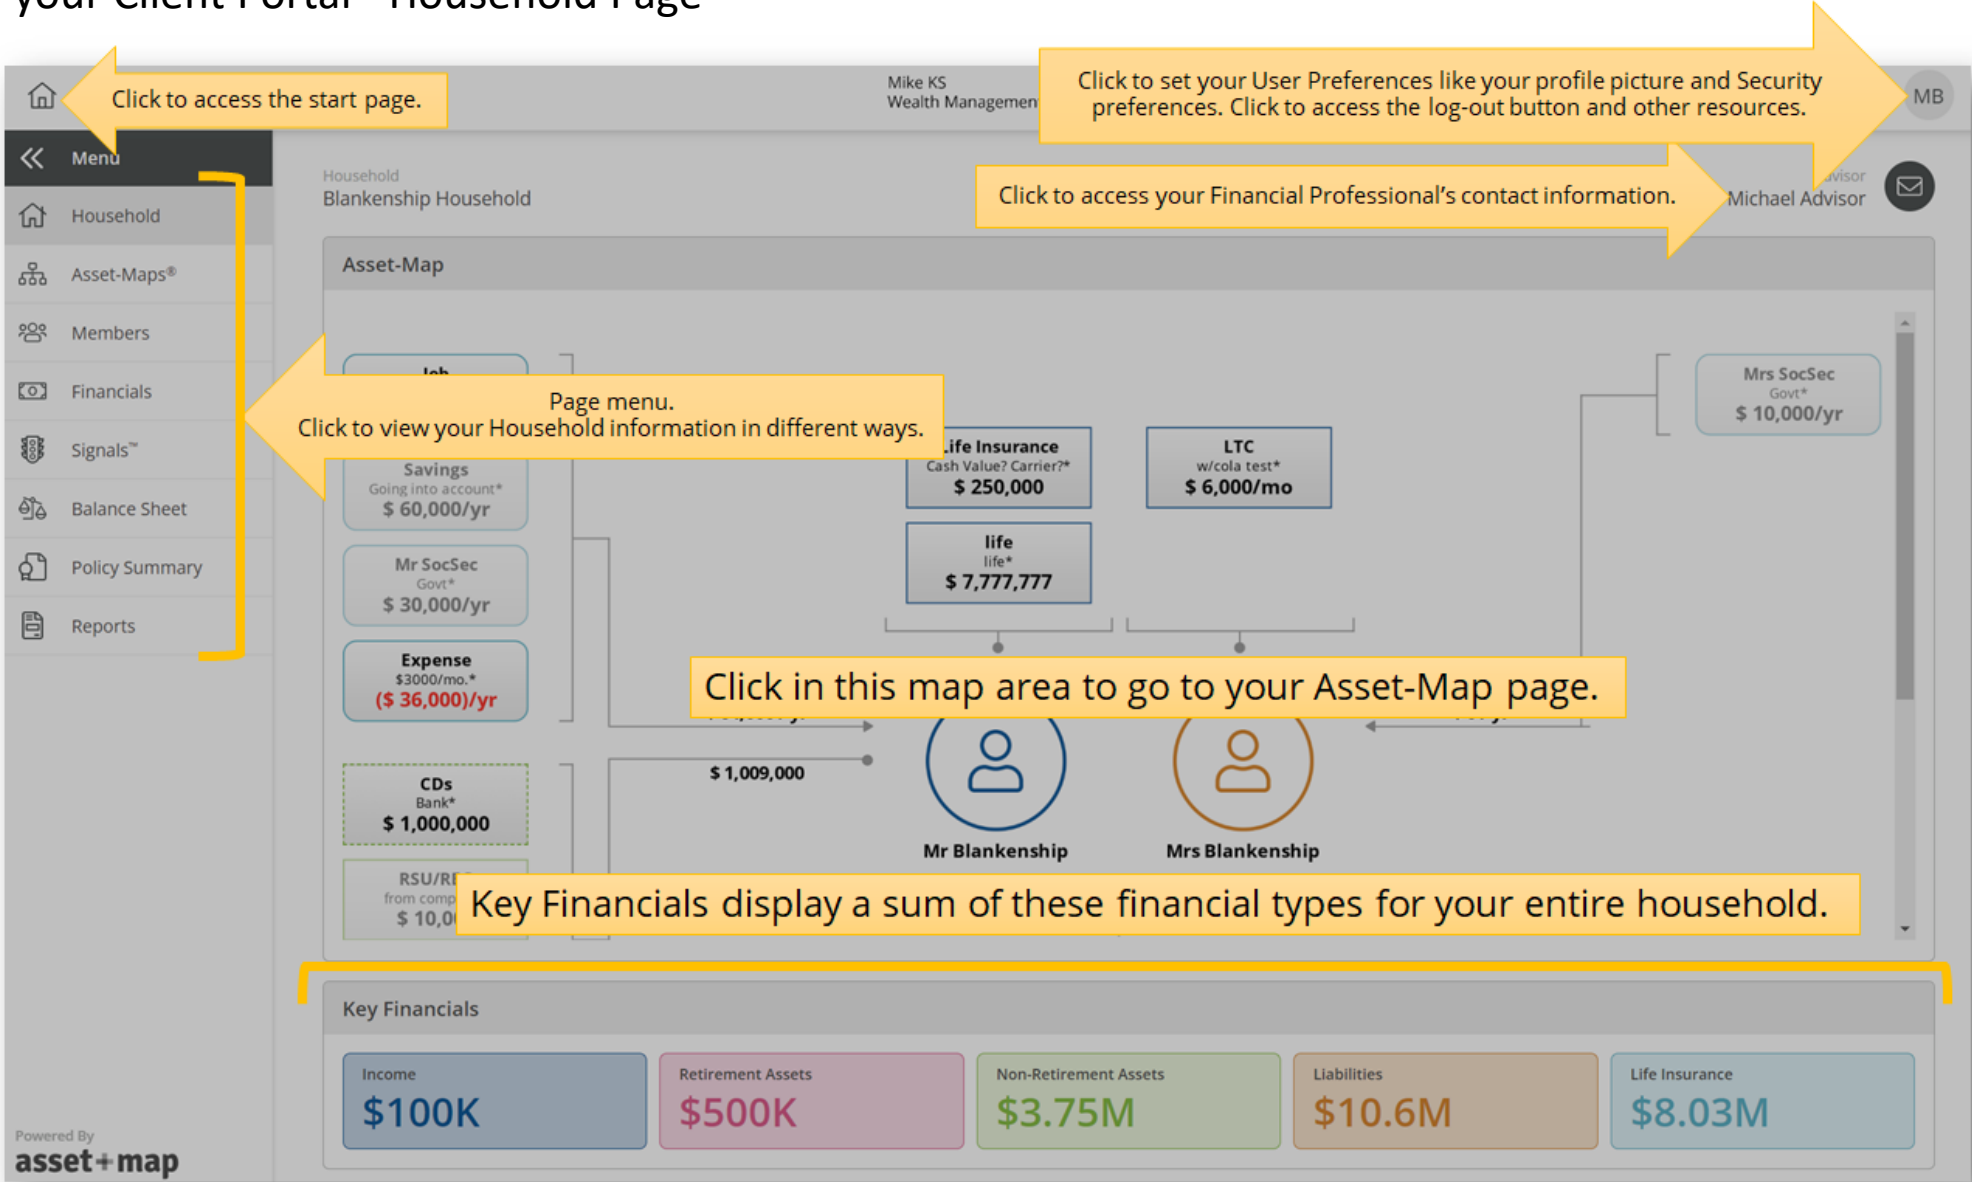 your Client Portal Household Page
Click to access the start page.
Mike KS
Wealth Management
Click to set your User Preferences like your profile picture and Security
preferences. Click to access the log-out button and other resources.
MB
Menu
Household
Asset-Maps®
Members
Financials
Signals™
Balance Sheet
Policy Summary
Reports
Household
Blankenship Household
Click to access your Financial Professional's contact information.
Michael Advisor
Asset-Map
Page menu.
Click to view your Household information in different ways.
Job
Savings
Going into account*
$ 60,000/yr
Mr SocSec
Govt*
$ 30,000/yr
Expense
$3000/mo.*
($ 36,000)/yr
Life Insurance
Cash Value? Carrier?*
$ 250,000
LTC
w/cola test*
$ 6,000/mo
life
life*
$ 7,777,777
Mrs SocSec
Govt*
$ 10,000/yr
Click in this map area to go to your Asset-Map page.
CDs
Bank*
$ 1,000,000
$ 1,009,000
Mr Blankenship
Mrs Blankenship
from
Key Financials display a sum of these financial types for your entire household.
Key Financials
Income
$100K
Retirement Assets
$500K
Non-Retirement Assets
$3.75M
Liabilities
$10.6M
Life Insurance
$8.03M
Powered By
asset+map